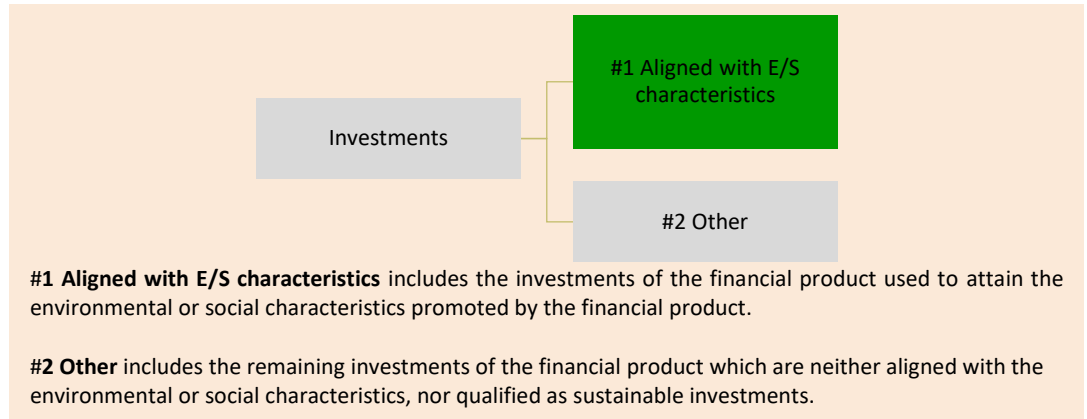 #1 Aligned with E/S
characteristics
Investments
#2 Other
#1 Aligned with E/S characteristics includes the investments of the financial product used to attain the
environmental or social characteristics promoted by the financial product.
#2 Other includes the remaining investments of the financial product which are neither aligned with the
environmental or social characteristics, nor qualified as sustainable investments.